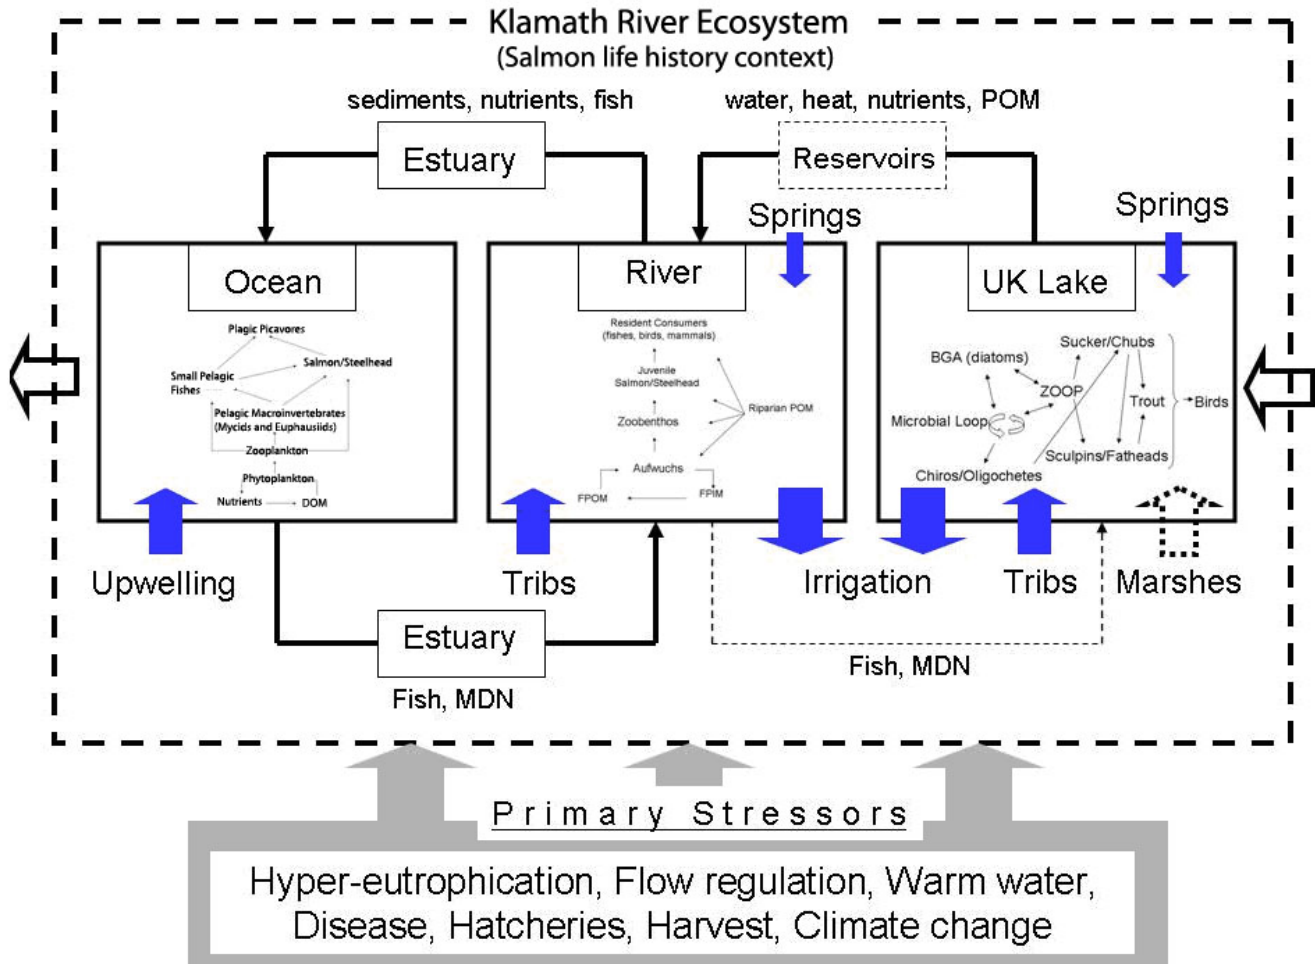 Klamath River Ecosystem
(Salmon life history context)
sediments, nutrients, fish
water, heat, nutrients, POM
Estuary
Reservoirs
Springs
Springs
Ocean
River
UK Lake
Plagic Picavores
Salmon/Steelhead
Small Pelagic
Fishes
Pelagic Macroinvertebrates
(Mycids and Euphausiids)
Zooplankton
Phytoplankton
Nutrients
DOM
Resident Consumers
(fishes, birds, mammals)
Juvenile
Salmon/Steelhead
Riparian POM
Zoobenthos
Aufwuchs
FPOM
FPIM
Sucker/Chubs
BGA (diatoms)
ZOOP
Trout
Birds
Microbial Loop
Sculpins/Fatheads
Chiros/Oligochetes
Upwelling
Tribs
Irrigation
Tribs
Marshes
Estuary
Fish, MDN
Fish, MDN
Primary Stressors
Hyper-eutrophication, Flow regulation, Warm water,
Disease, Hatcheries, Harvest, Climate change